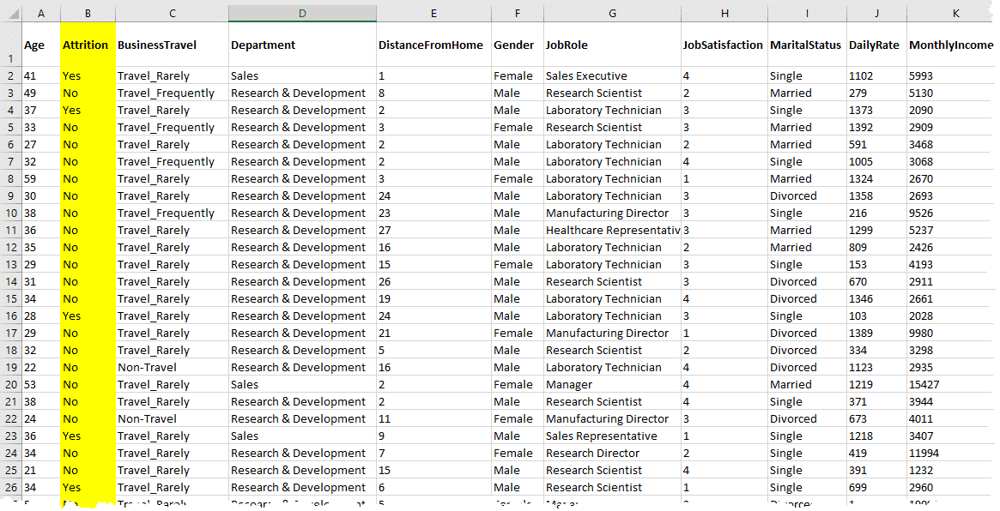 A B C D E F G H I J K
1 Age Attrition BusinessTravel Department DistanceFromHome Gender JobRole JobSatisfaction MaritalStatus DailyRate MonthlyIncome
2 41 Yes Travel_Rarely Sales 1 Female Sales Executive 4 Single 1102 5993
3 49 No Travel_Frequently Research & Development 8 Male Research Scientist 2 Married 279 5130
4 37 Yes Travel_Rarely Research & Development 2 Male Laboratory Technician 3 Single 1373 2090
5 33 No Travel_Frequently Research & Development 3 Female Research Scientist 3 Married 1392 2909
6 27 No Travel_Rarely Research & Development 2 Male Laboratory Technician 2 Married 591 3468
7 32 No Travel_Frequently Research & Development 2 Male Laboratory Technician 4 Single 1005 3068
8 59 No Travel_Rarely Research & Development 3 Female Laboratory Technician 1 Married 1324 2670
9 30 No Travel_Rarely Research & Development 24 Male Laboratory Technician 3 Divorced 1358 2693
10 38 No Travel_Frequently Research & Development 23 Male Manufacturing Director 3 Single 216 9526
11 36 No Travel_Rarely Research & Development 27 Male Healthcare Representativ 3 Married 1299 5237
12 35 No Travel_Rarely Research & Development 16 Male Laboratory Technician 2 Married 809 2426
13 29 No Travel_Rarely Research & Development 15 Female Laboratory Technician 3 Single 153 4193
14 31 No Travel_Rarely Research & Development 26 Male Research Scientist 3 Divorced 670 2911
15 34 No Travel_Rarely Research & Development 19 Male Laboratory Technician 4 Divorced 1346 2661
16 28 Yes Travel_Rarely Research & Development 24 Male Laboratory Technician 3 Single 103 2028
17 29 No Travel_Rarely Research & Development 21 Female Manufacturing Director 1 Divorced 1389 9980
18 32 No Travel_Rarely Research & Development 5 Male Research Scientist 2 Divorced 334 3298
19 22 No Non-Travel Research & Development 16 Male Laboratory Technician 4 Divorced 1123 2935
20 53 No Travel_Rarely Sales 2 Female Manager 4 Married 1219 15427
21 38 No Travel_Rarely Research & Development 2 Male Research Scientist 4 Single 371 3944
22 24 No Non-Travel Research & Development 11 Female Manufacturing Director 3 Divorced 673 4011
23 36 Yes Travel_Rarely Sales 9 Male Sales Representative 1 Single 1218 3407
24 34 No Travel_Rarely Research & Development 7 Female Research Director 2 Single 419 11994
25 21 No Travel_Rarely Research & Development 15 Male Research Scientist 4 Single 391 1232
26 34 Yes Travel_Rarely Research & Development 6 Male Research Scientist 1 Single 699 2960